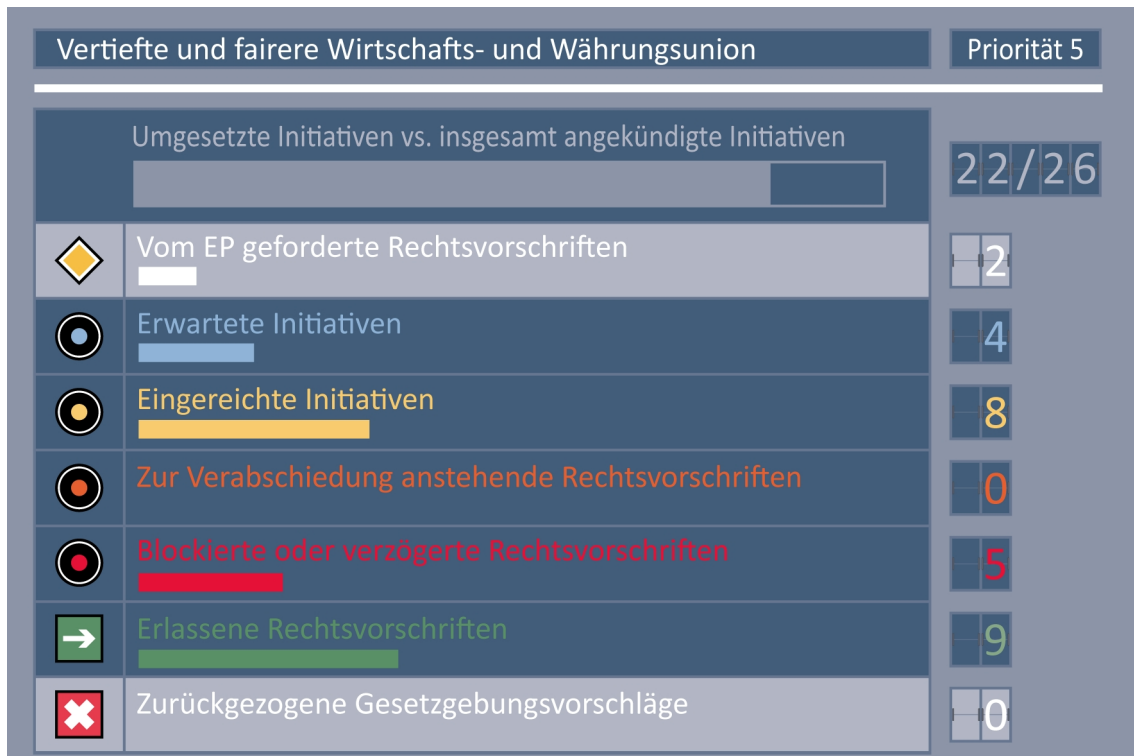 Vertiefte und fairere Wirtschafts- und Währungsunion Priorität 5
Umgesetzte Initiativen vs. insgesamt angekündigte Initiativen 22/26
Vom EP geforderte Rechtsvorschriften 2
Erwartete Initiativen 4
Eingereichte Initiativen 8
Zur Verabschiedung anstehende Rechtsvorschriften 0
Blockierte oder verzögerte Rechtsvorschriften 5
Erlassene Rechtsvorschriften 9
Zurückgezogene Gesetzgebungsvorschläge 0